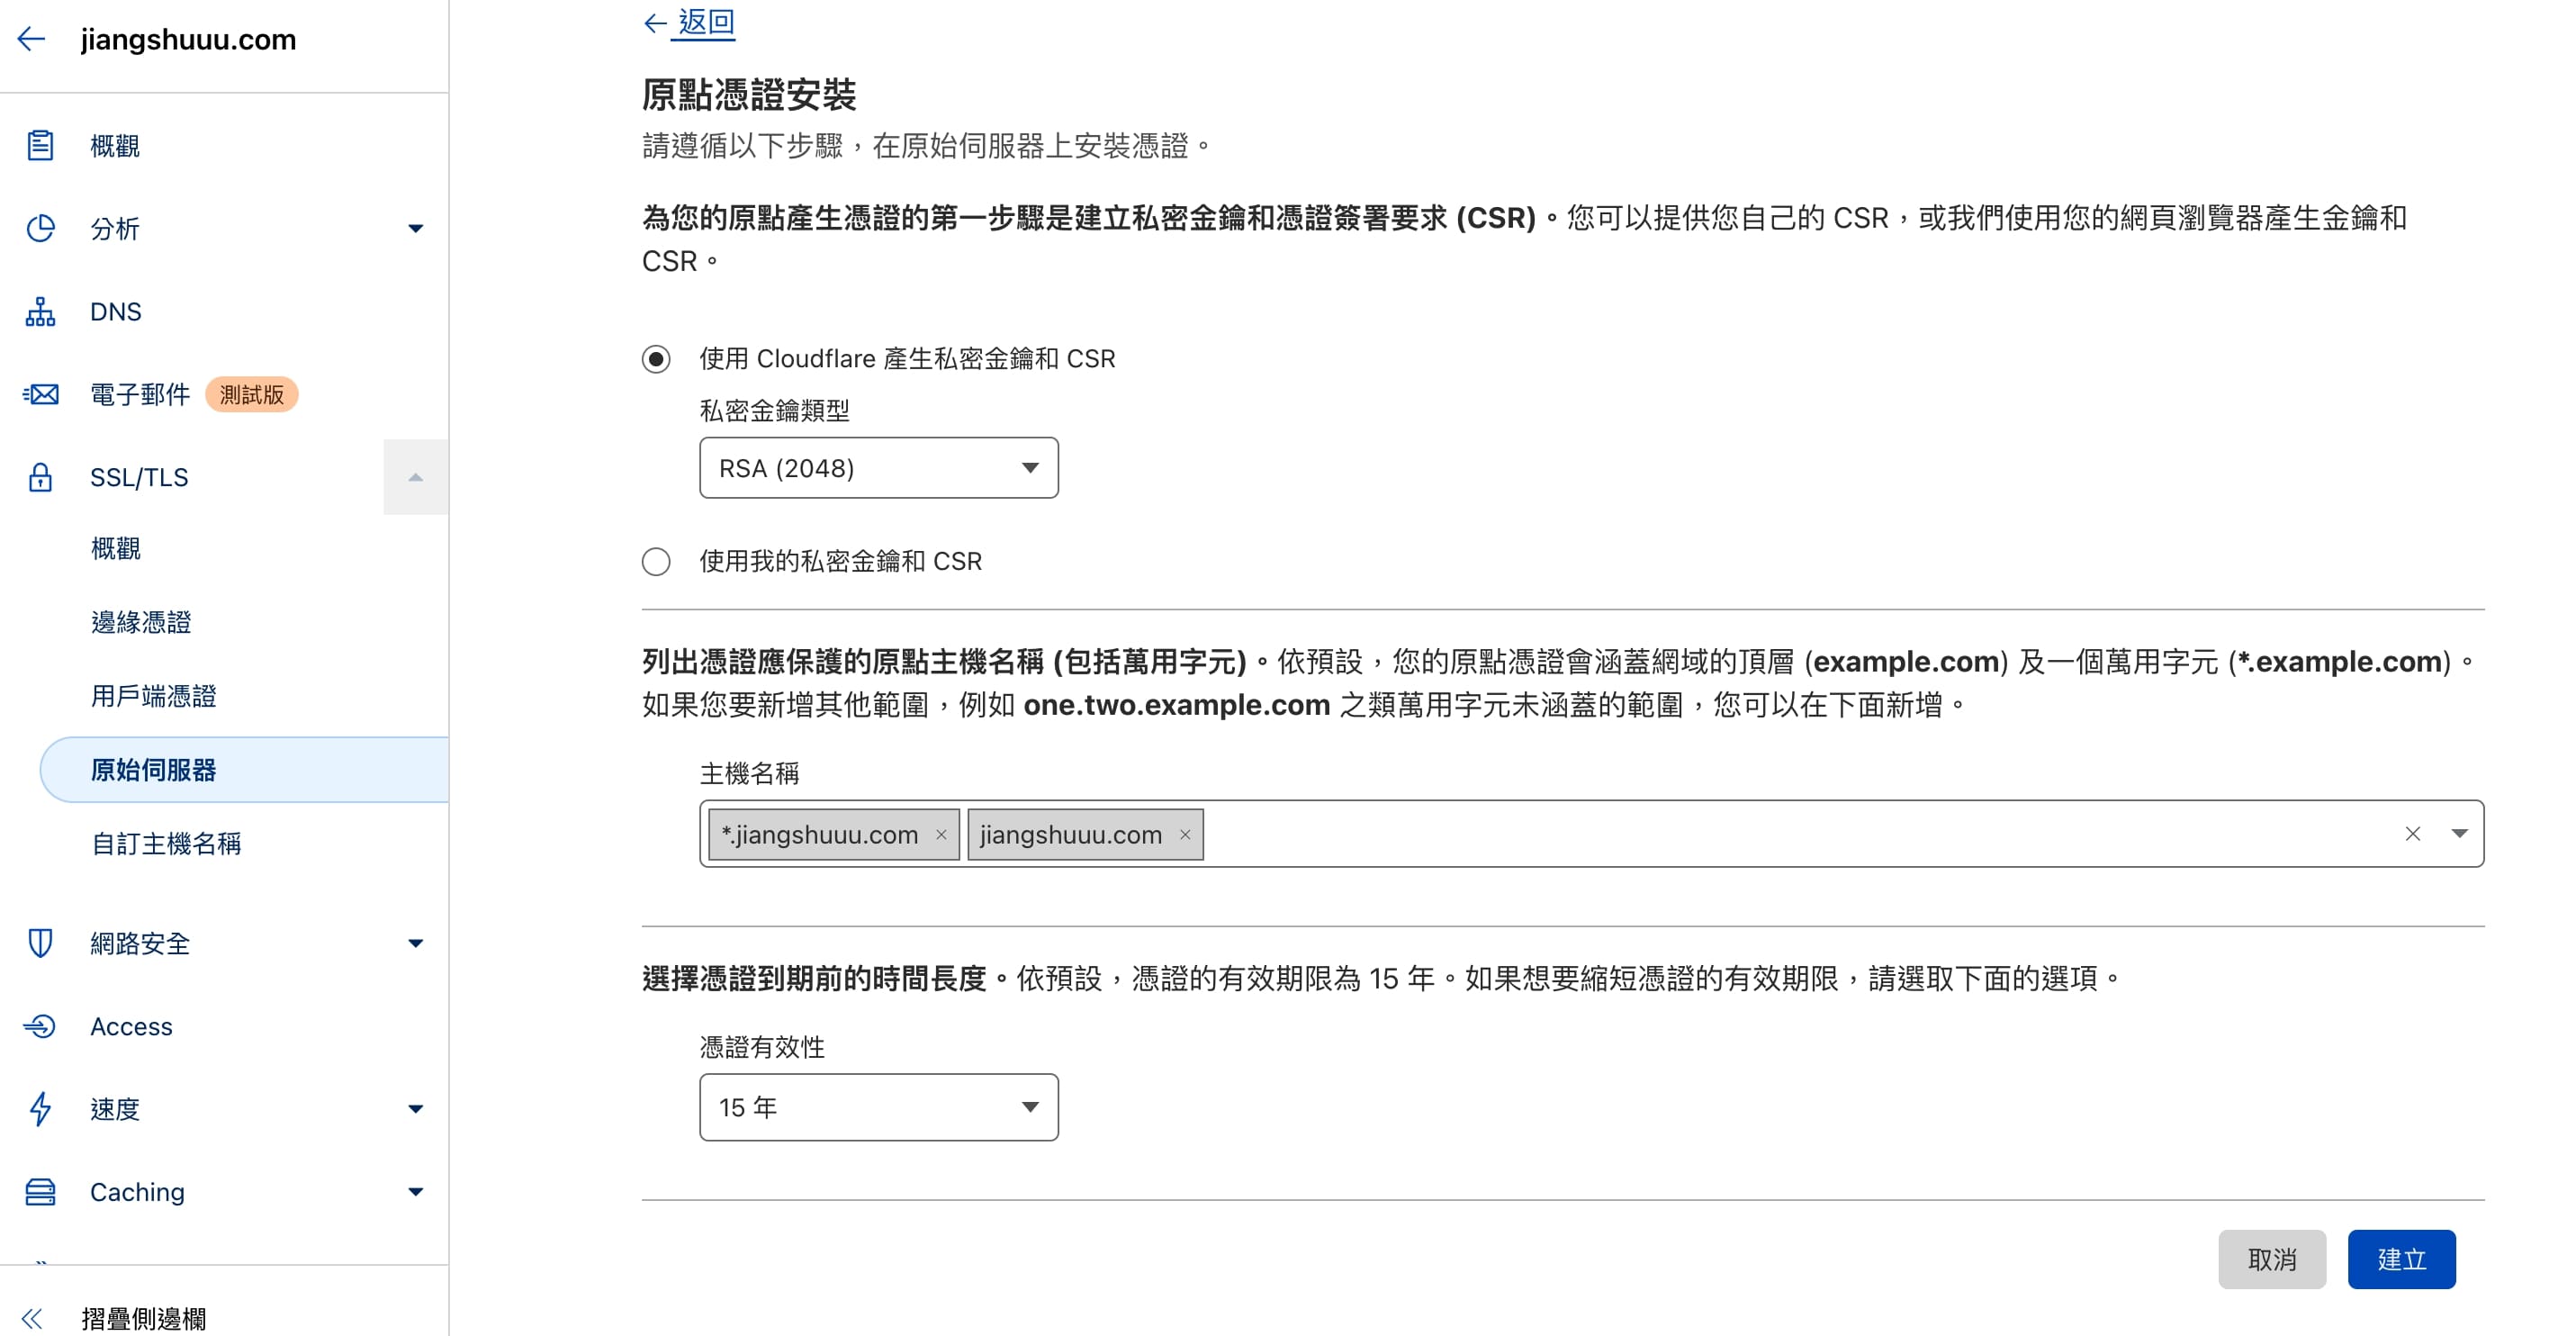 jiangshuuu.com
概觀
分析
DNS
電子郵件 測試版
SSL/TLS
概觀
邊緣憑證
用戶端憑證
原始伺服器
自訂主機名稱
網路安全
Access
速度
Caching
摺疊側邊欄
返回
原點憑證安裝
請遵循以下步驟，在原始伺服器上安裝憑證。
為您的原點產生憑證的第一步驟是建立私密金鑰和憑證簽署要求 (CSR)。您可以提供您自己的 CSR，或我們使用您的網頁瀏覽器產生金鑰和
CSR。
使用 Cloudflare 產生私密金鑰和 CSR
私密金鑰類型
RSA (2048)
使用我的私密金鑰和 CSR
列出憑證應保護的原點主機名稱 (包括萬用字元)。依預設，您的原點憑證會涵蓋網域的頂層 (example.com) 及一個萬用字元 (*.example.com)。
如果您要新增其他範圍，例如 one.two.example.com 之類萬用字元未涵蓋的範圍，您可以在下面新增。
主機名稱
*.jiangshuuu.com × jiangshuuu.com ×
選擇憑證到期前的時間長度。依預設，憑證的有效期限為 15 年。如果想要縮短憑證的有效期限，請選取下面的選項。
憑證有效性
15 年
取消 建立